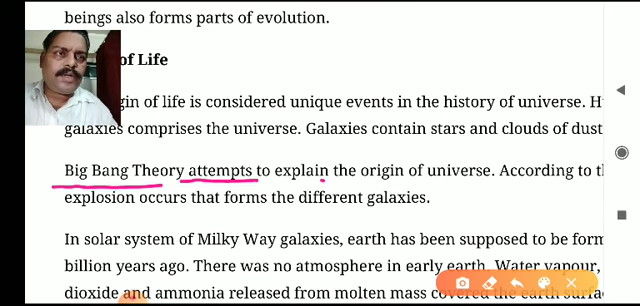 beings also forms parts of evolution.
of Life
gin of life is considered unique events in the history of universe. H
galaxies comprises the universe. Galaxies contain stars and clouds of dust
Big Bang Theory attempts to explain the origin of universe. According to t
explosion occurs that forms the different galaxies.
In solar system of Milky Way galaxies, earth has been supposed to be form
billion years ago. There was no atmosphere in early earth. Water vapour,
dioxide and ammonia released from molten mass covered the earth surfa